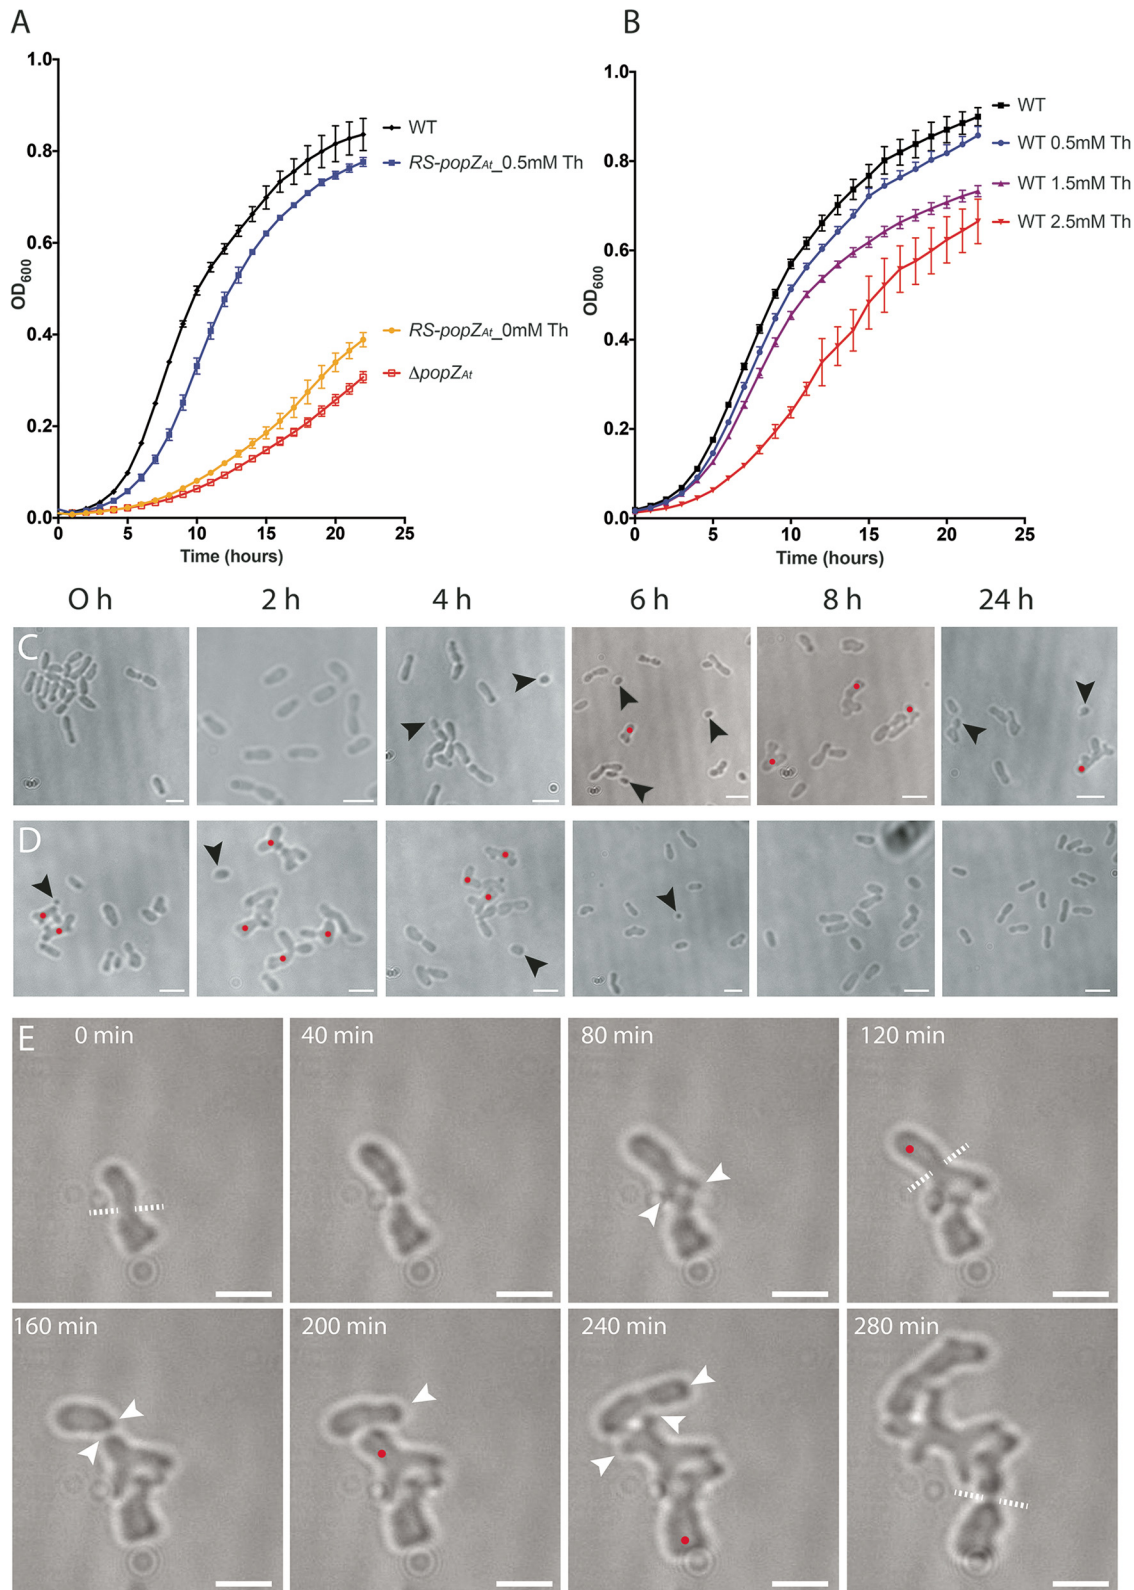 A
B
1.0
0.8
0.6
0.4
0.2
0.0
OD600
0 5 10 15 20 25
Time (hours)
WT
RS-popZAt_0.5mM Th
RS-popZAt_0mM Th
ΔpopZAt
1.0
0.8
0.6
0.4
0.2
0.0
OD600
0 5 10 15 20 25
Time (hours)
WT
WT 0.5mM Th
WT 1.5mM Th
WT 2.5mM Th
O h 2 h 4 h 6 h 8 h 24 h
C
D
E
0 min 40 min 80 min 120 min
160 min 200 min 240 min 280 min